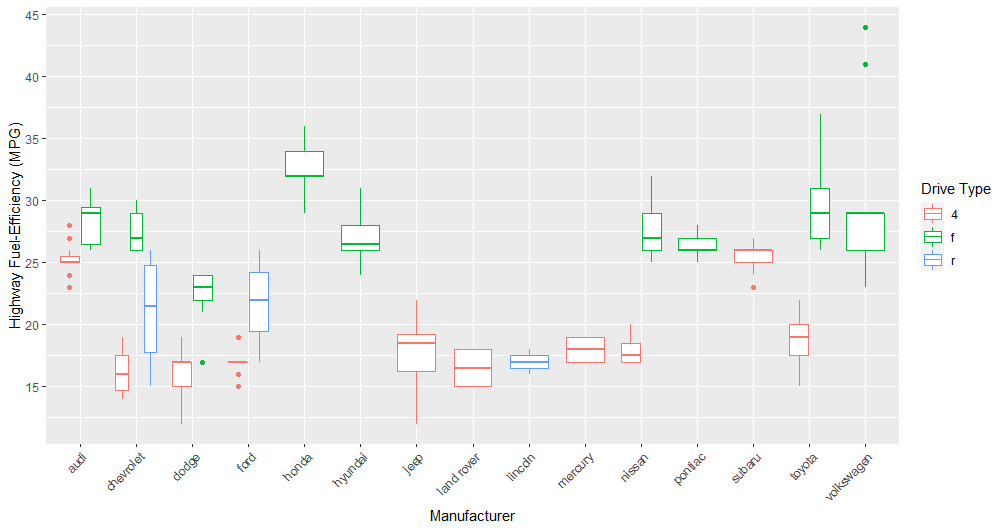 Highway Fuel-Efficiency (MPG)
45
40
35
30
25
20
15
audi
chevrolet
dodge
ford
honda
hyundai
jeep
land rover
lincoln
mercury
nissan
pontiac
subaru
toyota
volkswagen
Manufacturer
Drive Type
4
f
r